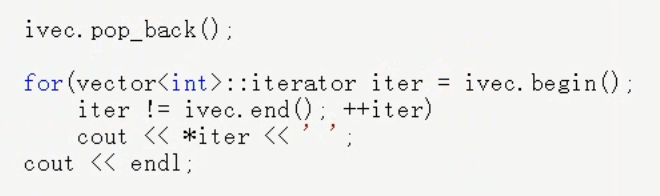 ivec.pop_back();
for(vector<int>::iterator iter = ivec.begin();
iter != ivec.end(); ++iter)
cout << *iter << ' ';
cout << endl;